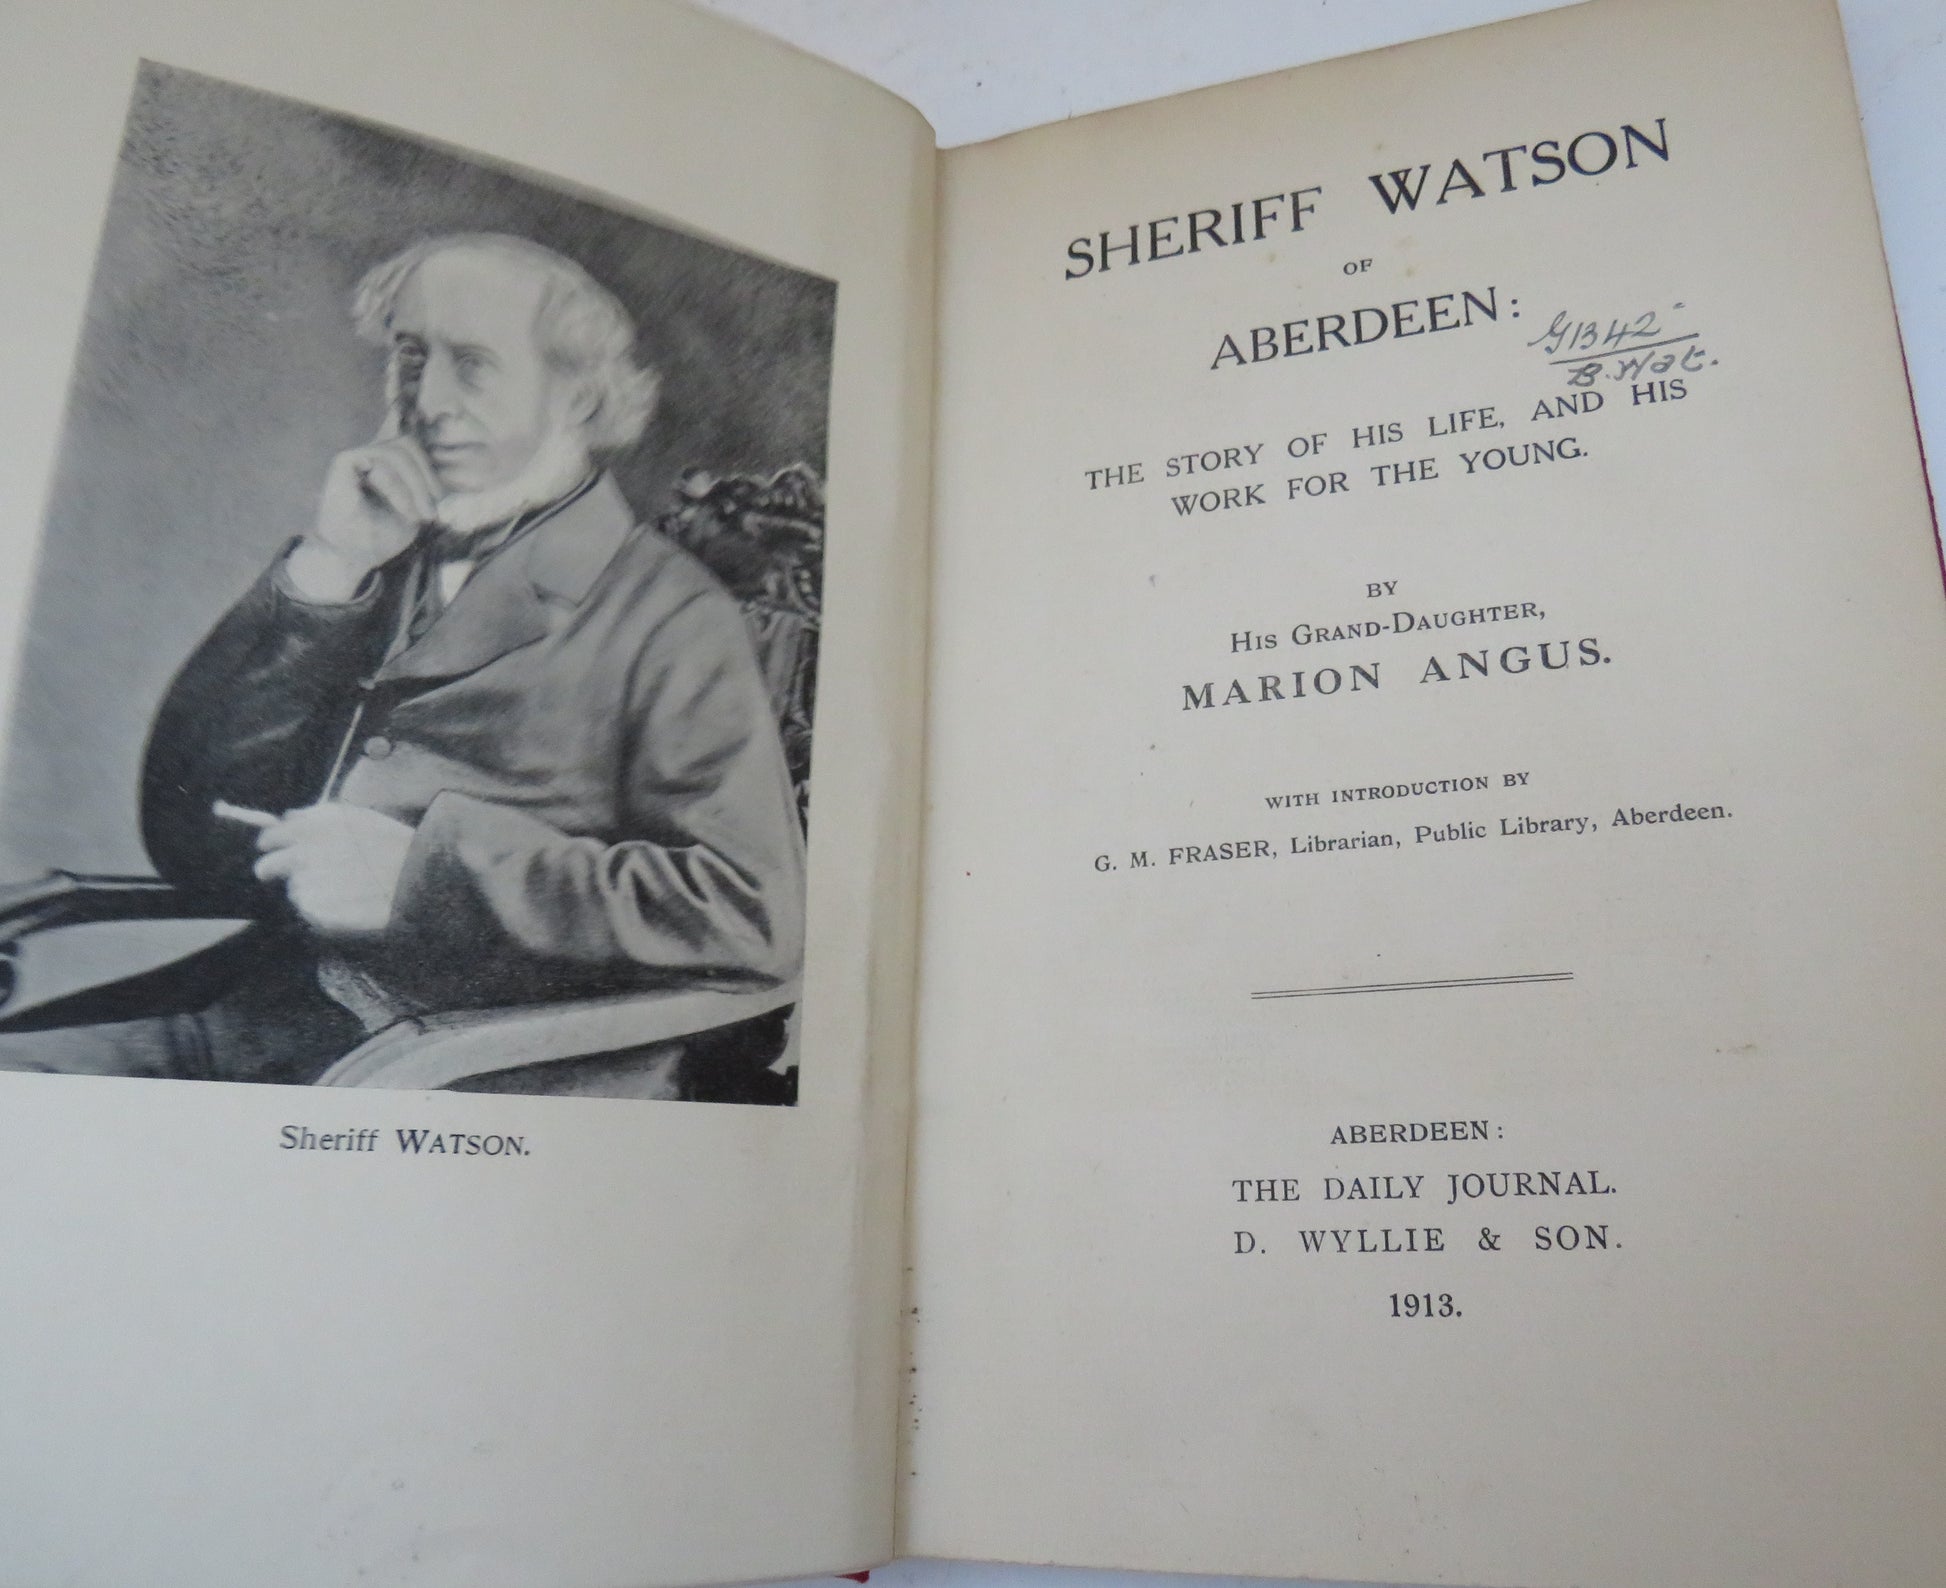 Sheriff WATSON.
SHERIFF WATSON
OF
ABERDEEN:
G1342
B. Wat.
THE STORY OF HIS LIFE, AND HIS
WORK FOR THE YOUNG.
BY
HIS GRAND-DAUGHTER,
MARION ANGUS.
WITH INTRODUCTION BY
G. M. FRASER, Librarian, Public Library, Aberdeen.
ABERDEEN:
THE DAILY JOURNAL.
D. WYLLIE & SON.
1913.